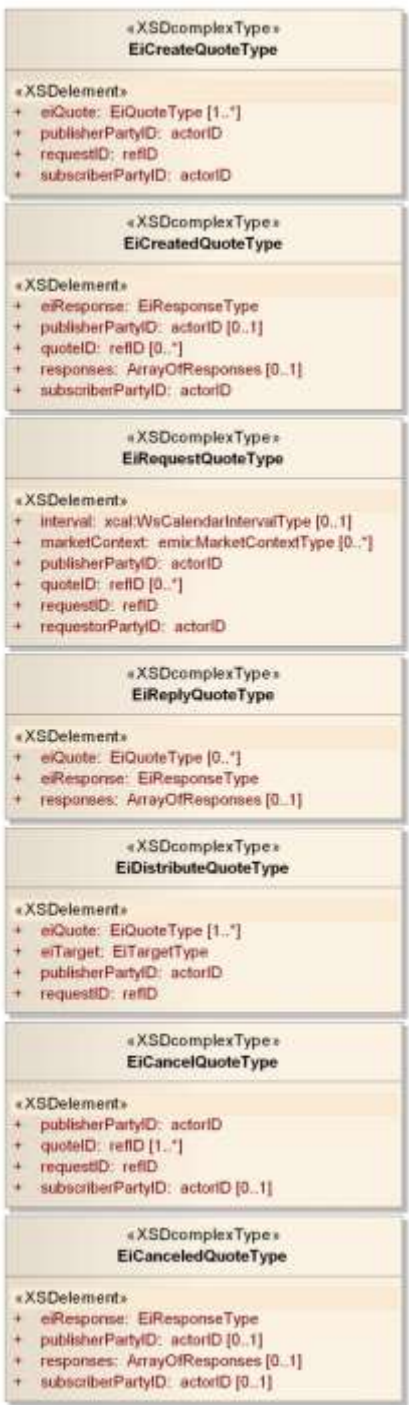 «XSDcomplexType»
EiCreateQuoteType
«XSDelement»
+ eiQuote: EiQuoteType [1..*]
+ publisherPartyID: actorID
+ requestID: refID
+ subscriberPartyID: actorID
«XSDcomplexType»
EiCreatedQuoteType
«XSDelement»
+ eiResponse: EiResponseType
+ publisherPartyID: actorID [0..1]
+ quoteID: refID [0..*]
+ responses: ArrayOfResponses [0..1]
+ subscriberPartyID: actorID
«XSDcomplexType»
EiRequestQuoteType
«XSDelement»
+ interval: xcal:WsCalendarIntervalType [0..1]
+ marketContext: emix:MarketContextType [0..*]
+ publisherPartyID: actorID
+ quoteID: refID [0..*]
+ requestID: refID
+ requestorPartyID: actorID
«XSDcomplexType»
EiReplyQuoteType
«XSDelement»
+ eiQuote: EiQuoteType [0..*]
+ eiResponse: EiResponseType
+ responses: ArrayOfResponses [0..1]
«XSDcomplexType»
EiDistributeQuoteType
«XSDelement»
+ eiQuote: EiQuoteType [1..*]
+ eiTarget: EiTargetType
+ publisherPartyID: actorID
+ requestID: refID
«XSDcomplexType»
EiCancelQuoteType
«XSDelement»
+ publisherPartyID: actorID
+ quoteID: refID [1..*]
+ requestID: refID
+ subscriberPartyID: actorID [0..1]
«XSDcomplexType»
EiCanceledQuoteType
«XSDelement»
+ eiResponse: EiResponseType
+ publisherPartyID: actorID [0..1]
+ responses: ArrayOfResponses [0..1]
+ subscriberPartyID: actorID [0..1]